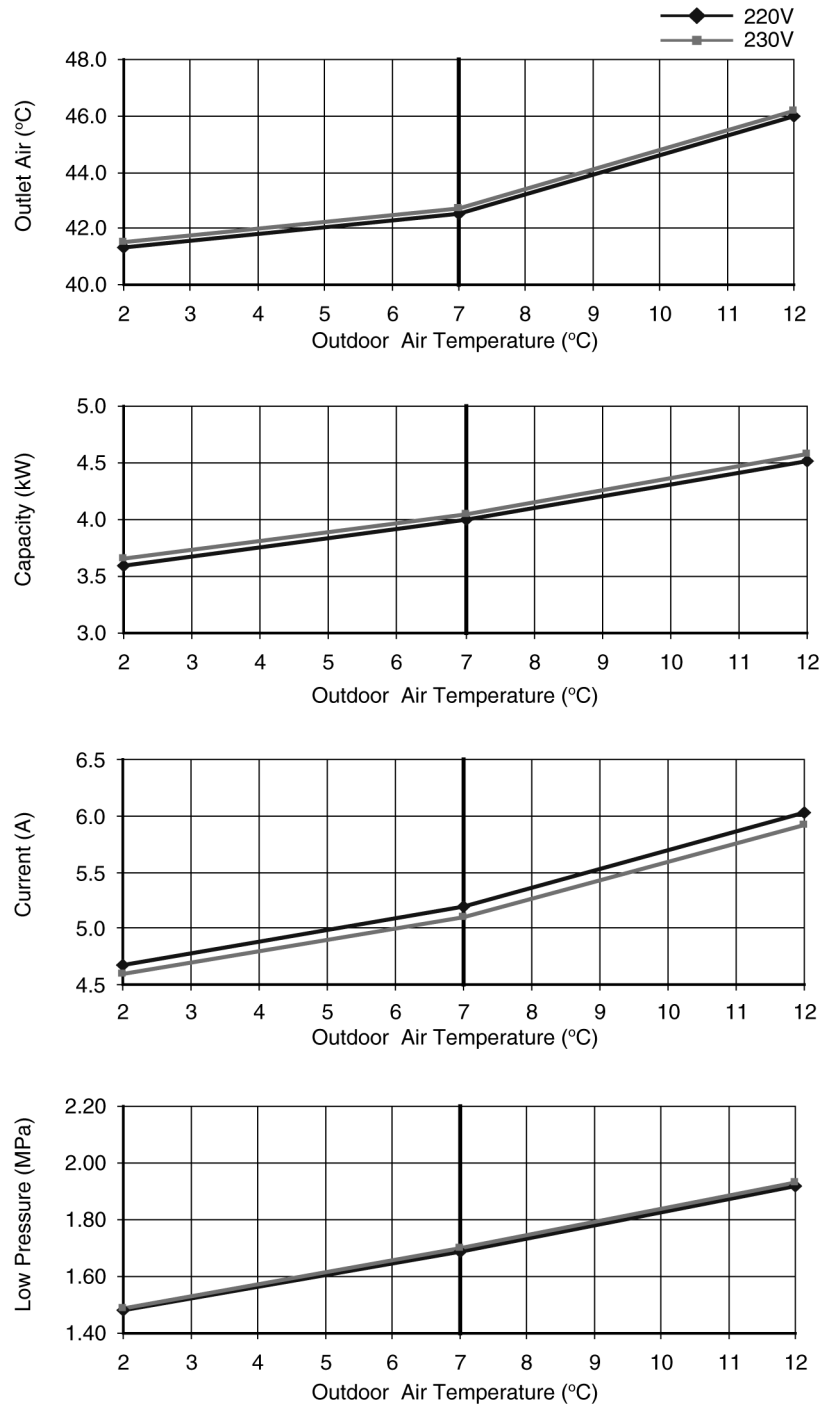 220V
230V
48.0
46.0
44.0
42.0
40.0
Outlet Air (°C)
2 3 4 5 6 7 8 9 10 11 12
Outdoor Air Temperature (°C)
5.0
4.5
4.0
3.5
3.0
Capacity (kW)
2 3 4 5 6 7 8 9 10 11 12
Outdoor Air Temperature (°C)
6.5
6.0
5.5
5.0
4.5
Current (A)
2 3 4 5 6 7 8 9 10 11 12
Outdoor Air Temperature (°C)
2.20
2.00
1.80
1.60
1.40
Low Pressure (MPa)
2 3 4 5 6 7 8 9 10 11 12
Outdoor Air Temperature (°C)